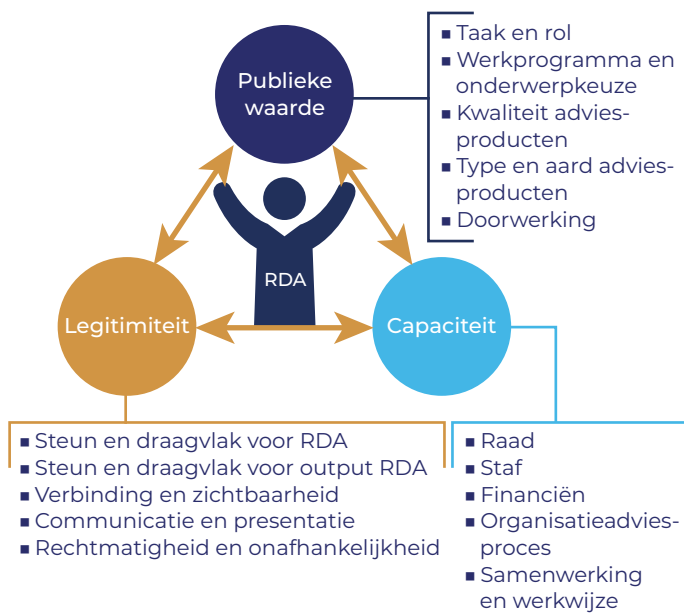 Publieke
waarde
■ Taak en rol
■ Werkprogramma en
onderwerpkeuze
■ Kwaliteit advies-
producten
■ Type en aard advies-
producten
■ Doorwerking
RDA
Legitimiteit
Capaciteit
■ Steun en draagvlak voor RDA
■ Steun en draagvlak voor output RDA
■ Verbinding en zichtbaarheid
■ Communicatie en presentatie
■ Rechtmatigheid en onafhankelijkheid
■ Raad
■ Staf
■ Financiën
■ Organisatieadvies-
proces
■ Samenwerking
en werkwijze